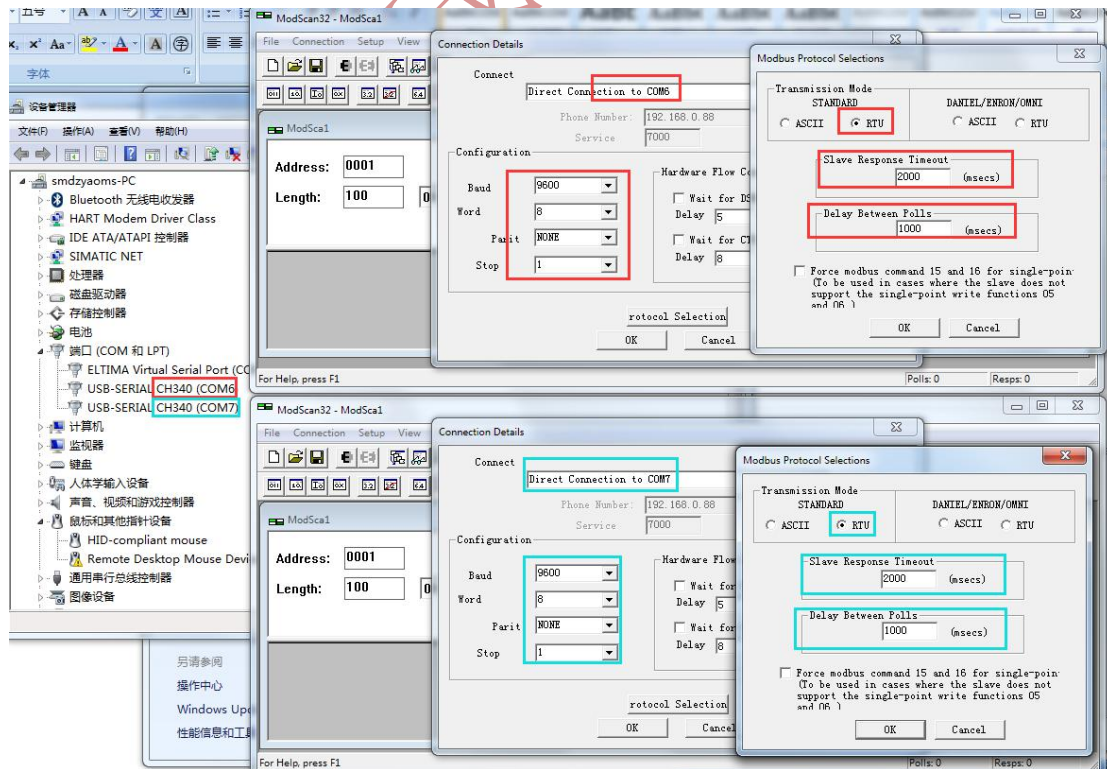 五号
A A
文
A
Aa
ab
A
A
字
字体
设备管理器
文件(F) 操作(A) 查看(V) 帮助(H)
smdzyaoms-PC
Bluetooth 无线电收发器
HART Modem Driver Class
IDE ATA/ATAPI 控制器
SIMATIC NET
处理器
磁盘驱动器
存储控制器
电池
端口 (COM 和 LPT)
ELTIMA Virtual Serial Port (CO
USB-SERIAL CH340 (COM6
USB-SERIAL CH340 (COM7)
计算机
监视器
键盘
人体学输入设备
声音、视频和游戏控制器
鼠标和其他指针设备
HID-compliant mouse
Remote Desktop Mouse Devi
通用串行总线控制器
图像设备
另请参阅
操作中心
Windows Up
性能信息和工具
ModScan32 - ModSca1
File Connection Setup View
ModSca1
Address: 0001
Length: 100
0
For Help, press F1
Polls: 0 Resps: 0
Connection Details
Connect
Direct Connection to COM6
Phone Number: 192.168.0.88
Service 7000
Configuration
Baud 9600
Word 8
Parit NONE
Stop 1
Hardware Flow Co
Wait for DS
Delay 5
Wait for CT
Delay 8
rotocol Selection
OK Cancel
Modbus Protocol Selections
Transmission Mode
STANDARD DANIEL/ENRON/OMNI
ASCII RTU ASCII RTU
Slave Response Timeout
2000 (msecs)
Delay Between Polls
1000 (msecs)
Force modbus command 15 and 16 for single-poin
(To be used in cases where the slave does not
support the single-point write functions 05
and 06.)
OK Cancel
ModScan32 - ModSca1
File Connection Setup View
ModSca1
Address: 0001
Length: 100
0
For Help, press F1
Polls: 0 Resps: 0
Connection Details
Connect
Direct Connection to COM7
Phone Number: 192.168.0.88
Service 7000
Configuration
Baud 9600
Word 8
Parit NONE
Stop 1
Hardware Flow
Wait for
Delay 5
Wait for
Delay 8
rotocol Selection
OK Cance
Modbus Protocol Selections
Transmission Mode
STANDARD DANIEL/ENRON/OMNI
ASCII RTU ASCII RTU
Slave Response Timeout
2000 (msecs)
Delay Between Polls
1000 (msecs)
Force modbus command 15 and 16 for single-poin
(To be used in cases where the slave does not
support the single-point write functions 05
and 06.)
OK Cancel